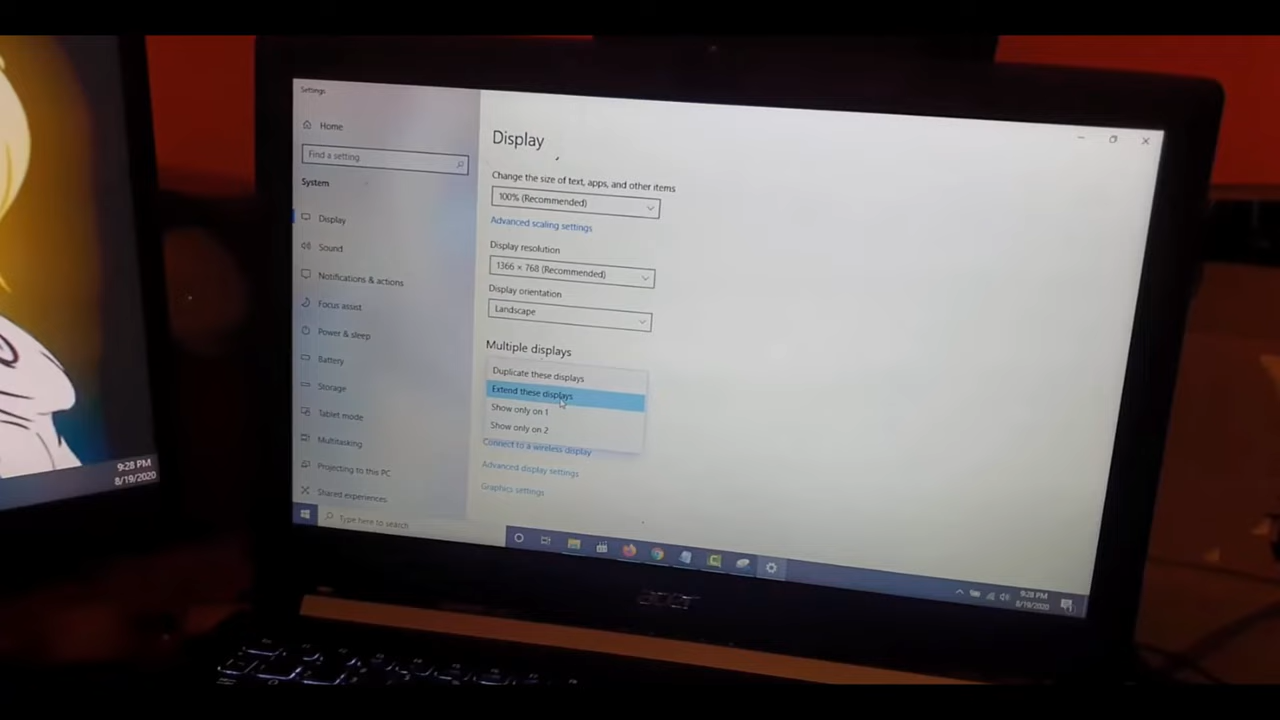 Settings
Home
Find a setting
System
Display
Sound
Notifications & actions
Focus assist
Power & sleep
Battery
Storage
Tablet mode
Multitasking
Projecting to this PC
Shared experiences
Display
Change the size of text, apps, and other items
100% (Recommended)
Advanced scaling settings
Display resolution
1366 × 768 (Recommended)
Display orientation
Landscape
Multiple displays
Duplicate these displays
Extend these displays
Show only on 1
Show only on 2
Connect to a wireless display
Advanced display settings
Graphics settings
Type here to search
9:28 PM
8/19/2020
9:28 PM
8/19/2020
acer